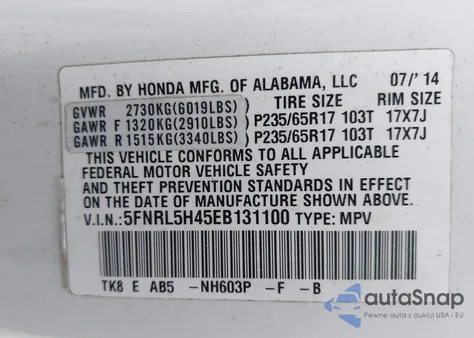 MFD. BY HONDA MFG. OF ALABAMA, LLC 07/'14
GVWR 2730KG(6019LBS) TIRE SIZE RIM SIZE
GAWR F 1320KG(2910LBS) P235/65R17 103T 17X7J
GAWR R 1515KG(3340LBS) P235/65R17 103T 17X7J
THIS VEHICLE CONFORMS TO ALL APPLICABLE
FEDERAL MOTOR VEHICLE SAFETY
AND THEFT PREVENTION STANDARDS IN EFFECT
ON THE DATE OF MANUFACTURE SHOWN ABOVE.
V.I.N.:5FNRL5H45EB131100 TYPE: MPV
TK8 E AB5 -NH603P -F -B
autoSnap
Pewne auta z aukcji USA i EU